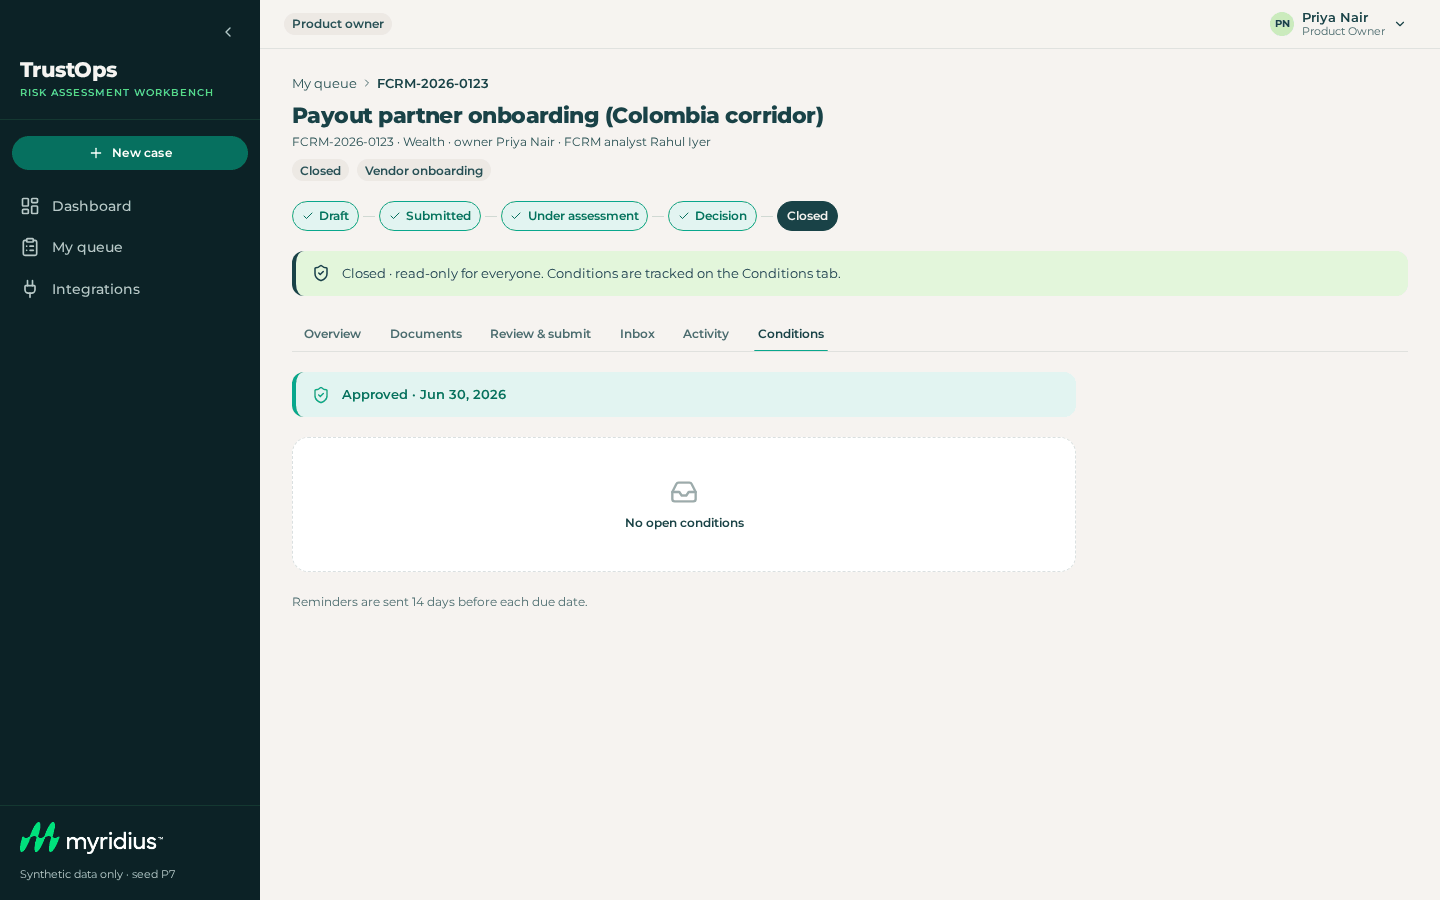 TrustOps
RISK ASSESSMENT WORKBENCH
New case
Dashboard
My queue
Integrations
myridius™
Synthetic data only · seed P7
Product owner
PN
Priya Nair
Product Owner
My queue > FCRM-2026-0123
Payout partner onboarding (Colombia corridor)
FCRM-2026-0123 · Wealth · owner Priya Nair · FCRM analyst Rahul Iyer
Closed Vendor onboarding
Draft Submitted Under assessment Decision Closed
Closed · read-only for everyone. Conditions are tracked on the Conditions tab.
Overview Documents Review & submit Inbox Activity Conditions
Approved · Jun 30, 2026
No open conditions
Reminders are sent 14 days before each due date.